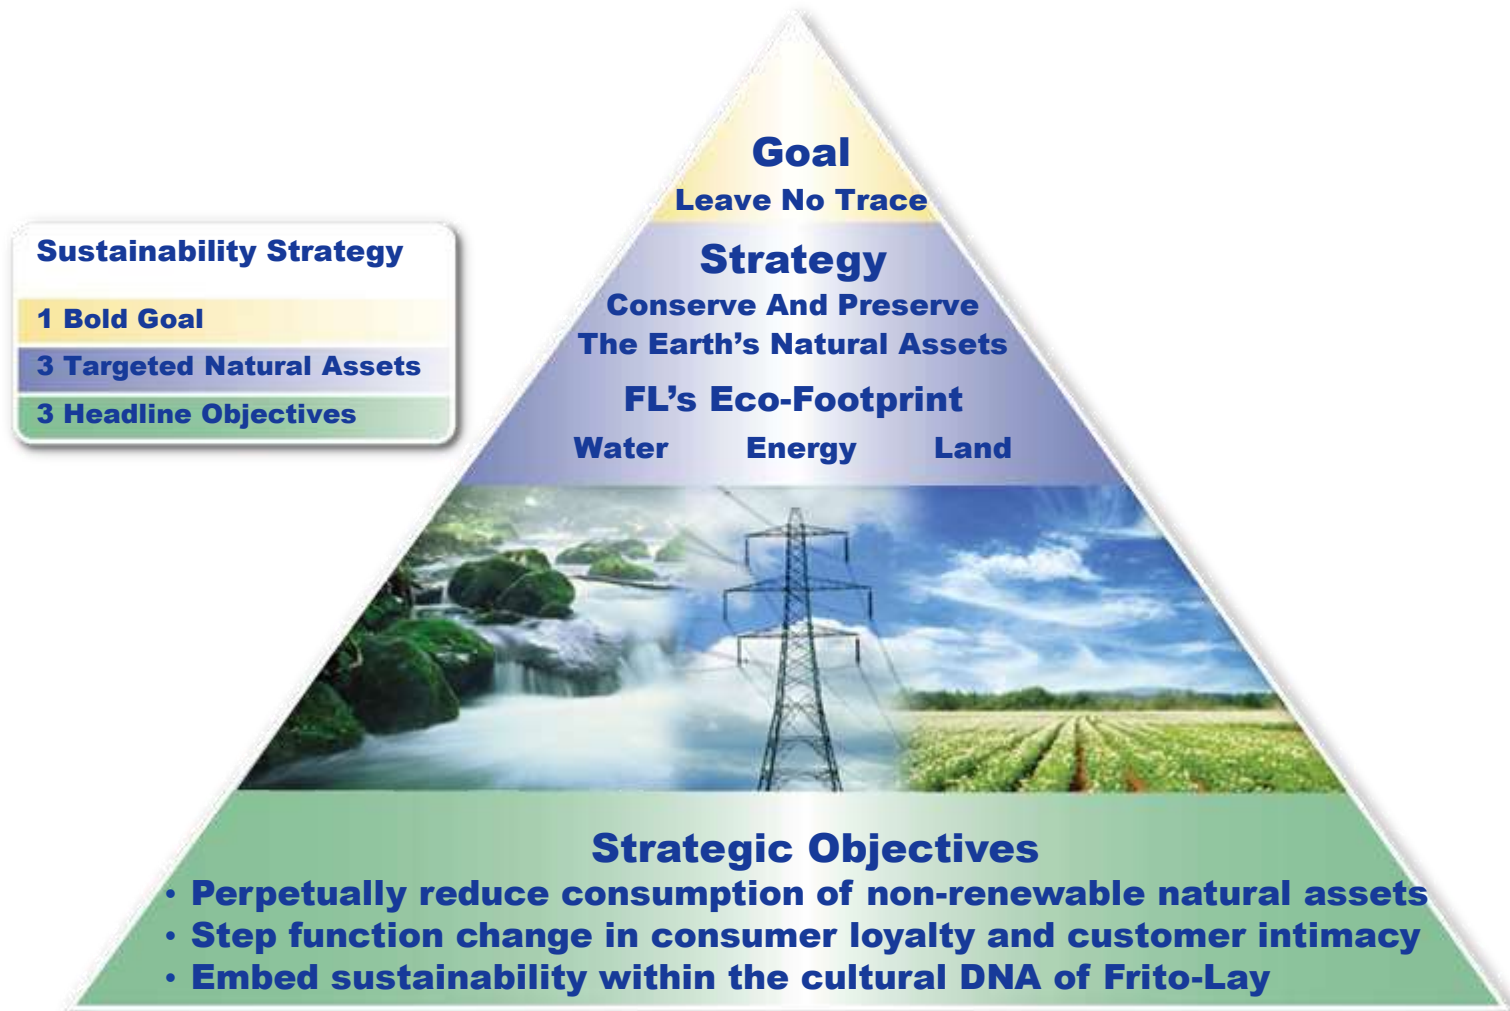 Goal
Leave No Trace
Sustainability Strategy
1 Bold Goal
3 Targeted Natural Assets
3 Headline Objectives
Strategy
Conserve And Preserve
The Earth’s Natural Assets
FL’s Eco-Footprint
Water Energy Land
Strategic Objectives
• Perpetually reduce consumption of non-renewable natural assets
• Step function change in consumer loyalty and customer intimacy
• Embed sustainability within the cultural DNA of Frito-Lay